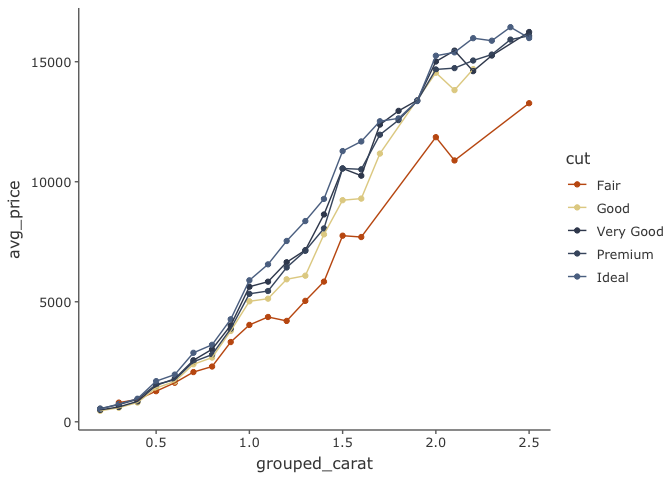 15000
10000
5000
0
avg_price
0.5 1.0 1.5 2.0 2.5
grouped_carat
cut
Fair
Good
Very Good
Premium
Ideal